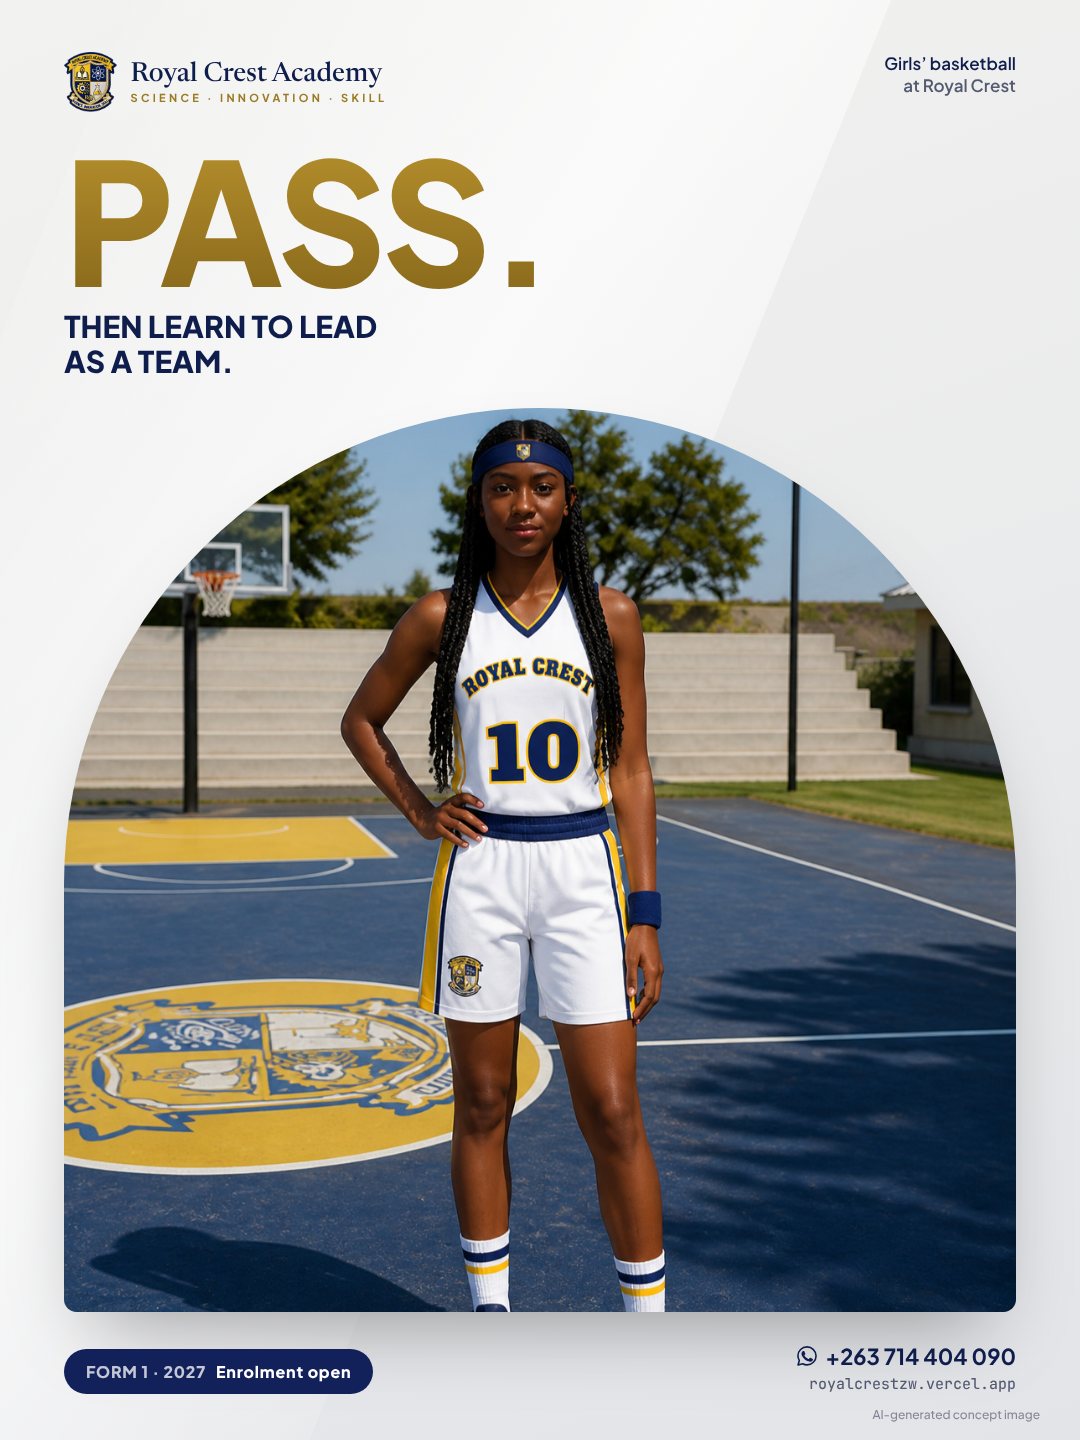 Royal Crest Academy
SCIENCE · INNOVATION · SKILL
Girls’ basketball
at Royal Crest
PASS.
THEN LEARN TO LEAD
AS A TEAM.
ROYAL CREST
10
FORM 1 · 2027 Enrolment open
+263 714 404 090
royalcrestzw.vercel.app
AI-generated concept image